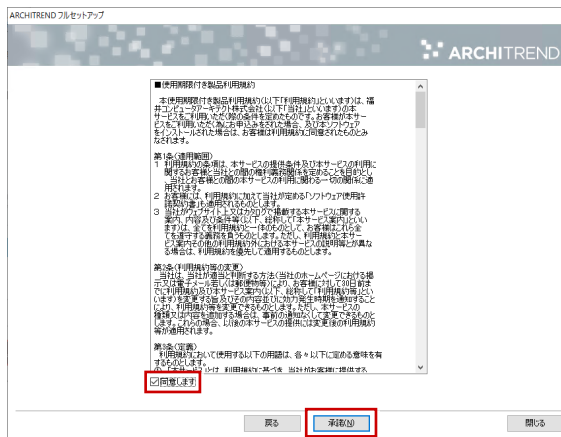 ARCHITREND フルセットアップ
ARCHITREND
■使用期限付き製品利用規約
本使用期限付き製品利用規約(以下「利用規約」といいます)は、福
井コンピュータアーキテクト株式会社(以下「当社」といいます)の本
サービスをご利用いただく際の条件を定めたものです。お客様が本サー
ビスをご利用いただく為にお申込みをされた場合、及び本ソフトウェア
をインストールされた場合は、お客様は利用規約に同意されたものとみ
なされます。
第1条(適用範囲)
1 利用規約の条項は、本サービスの提供条件及び本サービスの利用に
関するお客様と当社との間の権利義務関係を定めることを目的とし
、当社とお客様との間の本サービスの利用に関わる一切の関係に適
用されます。
2 お客様には、利用規約に加えて当社が定める「ソフトウェア使用許
諾契約書」も適用されるものとします。
3 当社がウェブサイト上又はカタログで掲載する本サービスに関する
案内、内容及び条件等(以下、総称して「本サービス案内」といい
ます)は、全てを利用規約と一体のものとして、お客様はこれら全
てを遵守する義務を負うものとします。ただし、利用規約と本サー
ビス案内その他の利用規約外における本サービスの説明等とが異な
る場合は、利用規約を優先して適用するものとします。
第2条(利用規約等の変更)
当社は、当社が適当と判断する方法(当社のホームページにおける掲
示又は電子メール若しくは郵便物等)により、お客様に対して30日前ま
でに利用規約及び本サービス案内(以下、総称して「利用規約等」とい
います)を変更する旨及びその内容並びに効力発生時期を通知すること
により、利用規約等を変更できるものとします。ただし、本サービスの
種類又は内容を追加する場合は、事前の通知なくして変更できるものと
します。これらの場合、以後の本サービスの提供には変更後の利用規約
等が適用されます。
第3条(定義)
利用規約において使用する以下の用語は、各々以下に定める意味を有
するものとします。
① 「本サービス」とは、利用規約に基づき、当社がお客様に提供する
同意します
戻る
承諾(N)
閉じる